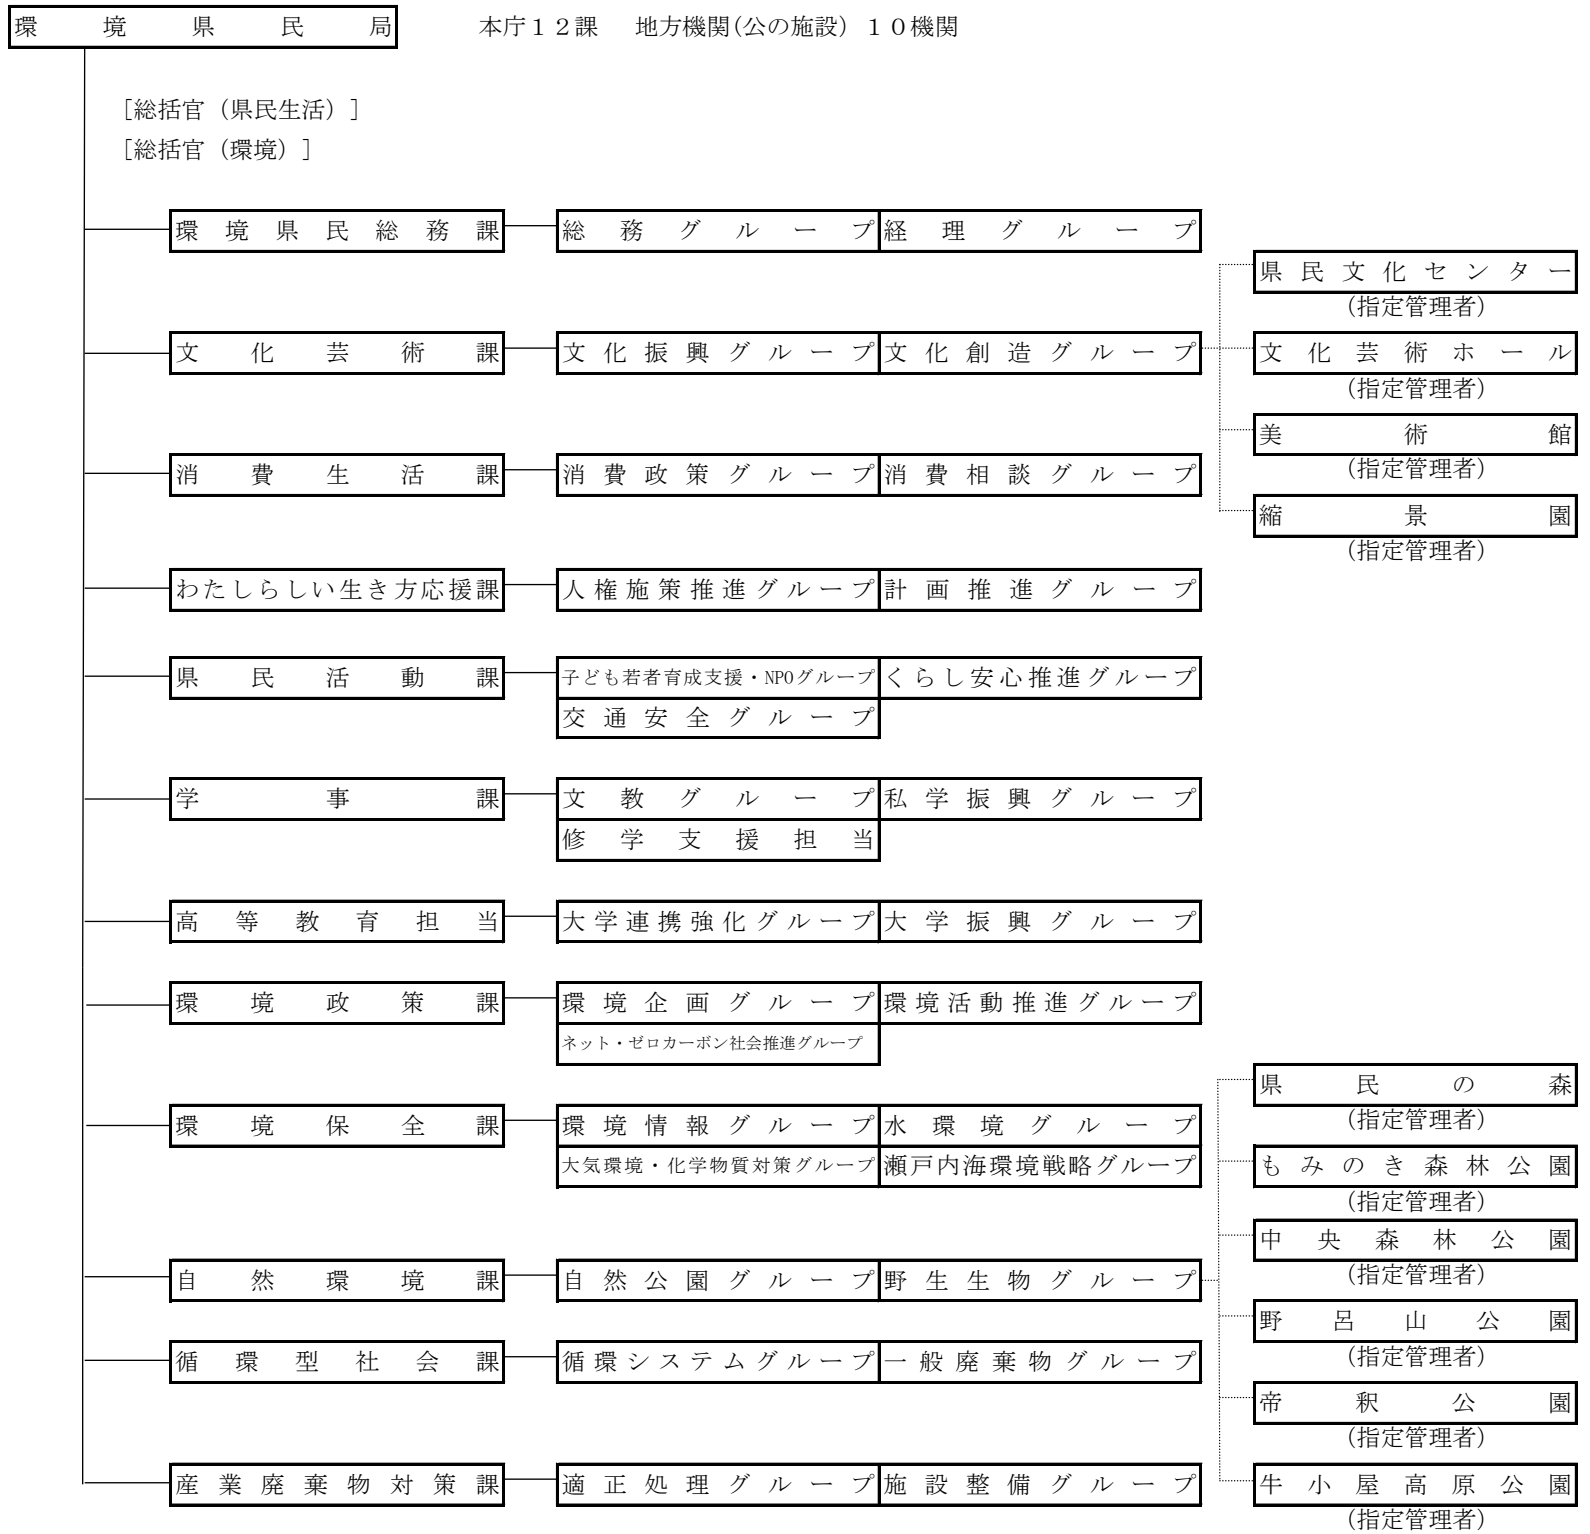 環境県民局 本庁１２課 地方機関(公の施設) １０機関
[総括官（県民生活）]
[総括官（環境）]
環境県民総務課 総務グループ 経理グループ
県民文化センター
(指定管理者)
文化芸術課 文化振興グループ 文化創造グループ 文化芸術ホール
(指定管理者)
美術館
(指定管理者)
消費生活課 消費政策グループ 消費相談グループ
縮景園
(指定管理者)
わたしらしい生き方応援課 人権施策推進グループ 計画推進グループ
県民活動課 子ども若者育成支援・NPOグループ くらし安心推進グループ
交通安全グループ
学事課 文教グループ 私学振興グループ
修学支援担当
高等教育担当 大学連携強化グループ 大学振興グループ
環境政策課 環境企画グループ 環境活動推進グループ
ネット・ゼロカーボン社会推進グループ
県民の森
(指定管理者)
環境保全課 環境情報グループ 水環境グループ
大気環境・化学物質対策グループ 瀬戸内海環境戦略グループ
もみのき森林公園
(指定管理者)
中央森林公園
(指定管理者)
自然環境課 自然公園グループ 野生生物グループ
野呂山公園
(指定管理者)
循環型社会課 循環システムグループ 一般廃棄物グループ
帝釈公園
(指定管理者)
産業廃棄物対策課 適正処理グループ 施設整備グループ 牛小屋高原公園
(指定管理者)